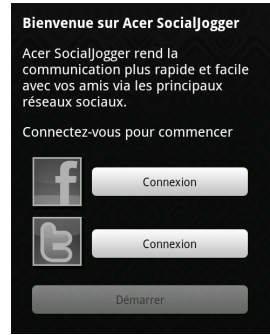 Bienvenue sur Acer SocialJogger
Acer SocialJogger rend la
communication plus rapide et facile
avec vos amis via les principaux
réseaux sociaux.
Connectez-vous pour commencer
f
Connexion
t
Connexion
Démarrer